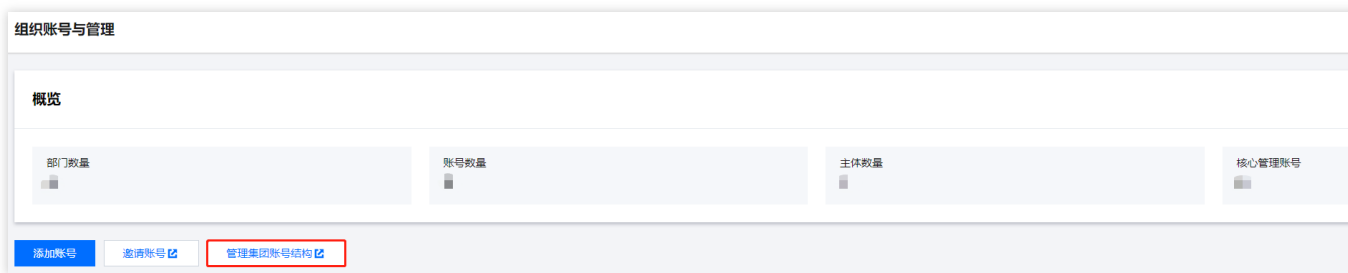 组织账号与管理
概览
部门数量 账号数量 主体数量 核心管理账号
添加账号 邀请账号 管理集团账号结构